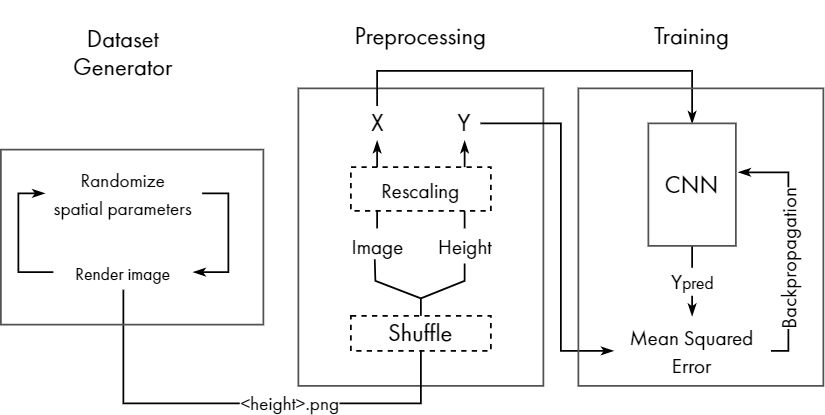 Dataset
Generator
Preprocessing
Training
Randomize
spatial parameters
Render image
<height>.png
X
Y
Rescaling
Image
Height
Shuffle
CNN
Ypred
Mean Squared
Error
Backpropagation